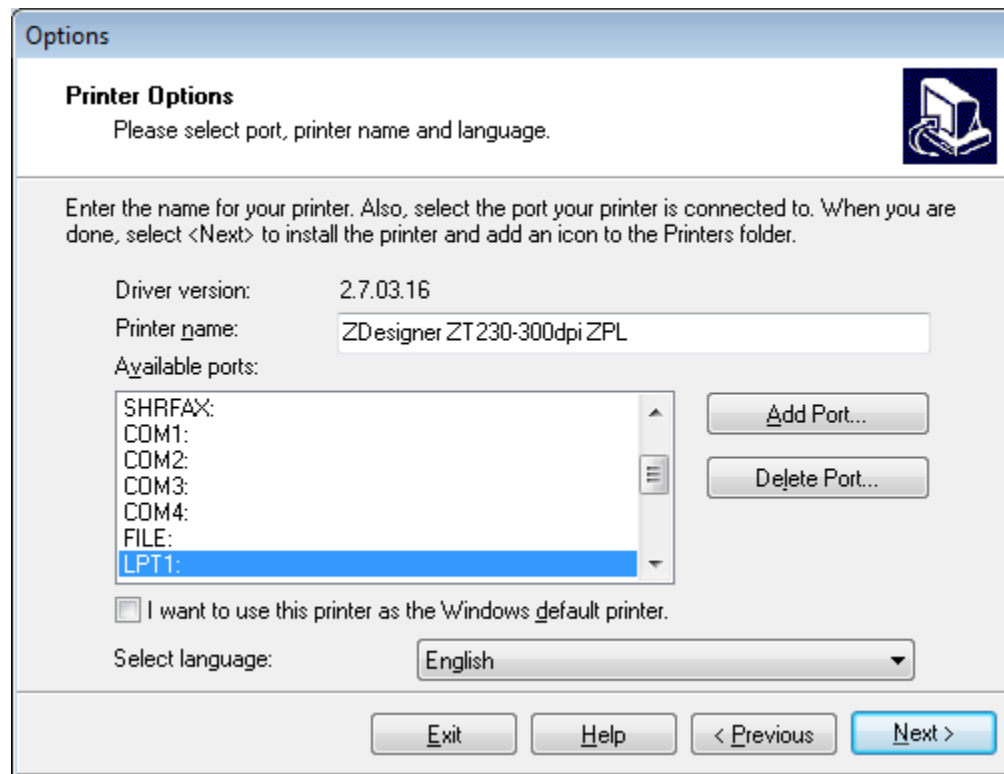 Options
Printer Options
Please select port, printer name and language.
Enter the name for your printer. Also, select the port your printer is connected to. When you are
done, select <Next> to install the printer and add an icon to the Printers folder.
Driver version: 2.7.03.16
Printer name: ZDesigner ZT230-300dpi ZPL
Available ports:
SHRFAX:
COM1:
COM2:
COM3:
COM4:
FILE:
LPT1:
Add Port...
Delete Port...
I want to use this printer as the Windows default printer.
Select language: English
Exit Help < Previous Next >